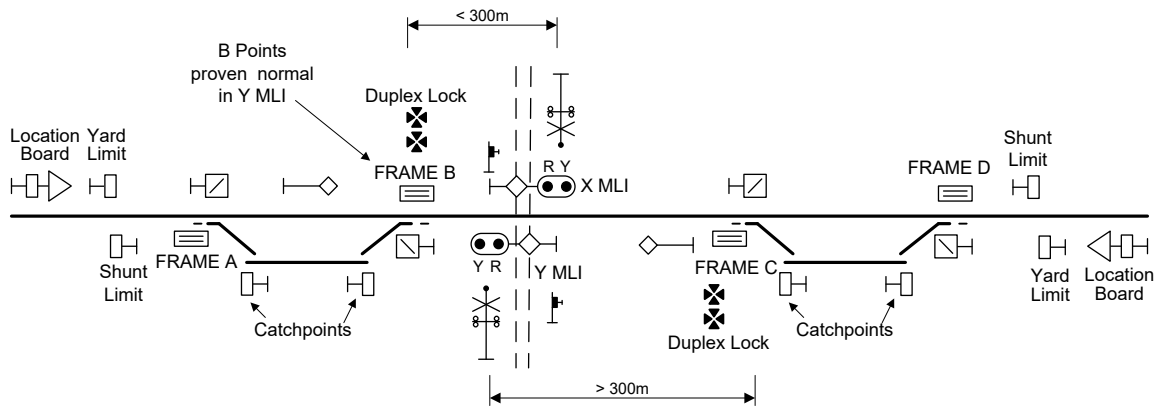 < 300m
B Points
proven normal
in Y MLI
Duplex Lock
Location
Board
Yard
Limit
Shunt
Limit
FRAME B
R Y
X MLI
FRAME D
FRAME A
Shunt
Limit
Y R
Y MLI
FRAME C
Yard
Limit
Location
Board
Catchpoints
Catchpoints
Duplex Lock
> 300m